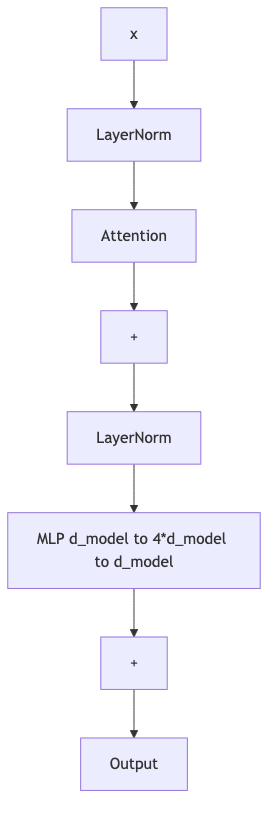 x
LayerNorm
Attention
+
LayerNorm
MLP d_model to 4*d_model
to d_model
+
Output